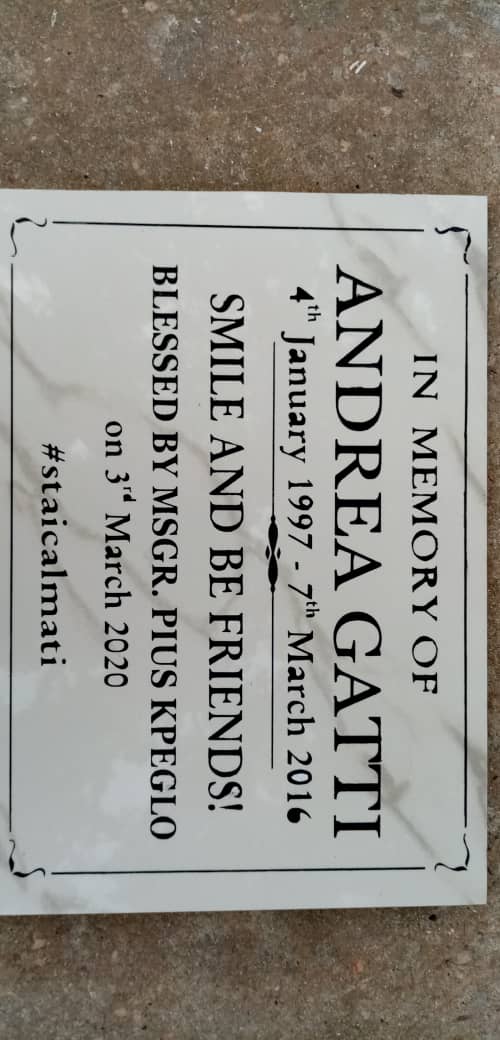 IN MEMORY OF
ANDREA GATTI
4th January 1997 - 7th March 2016
SMILE AND BE FRIENDS!
BLESSED BY MSGR. PIUS KPEGLO
on 3rd March 2020
#staicalmati